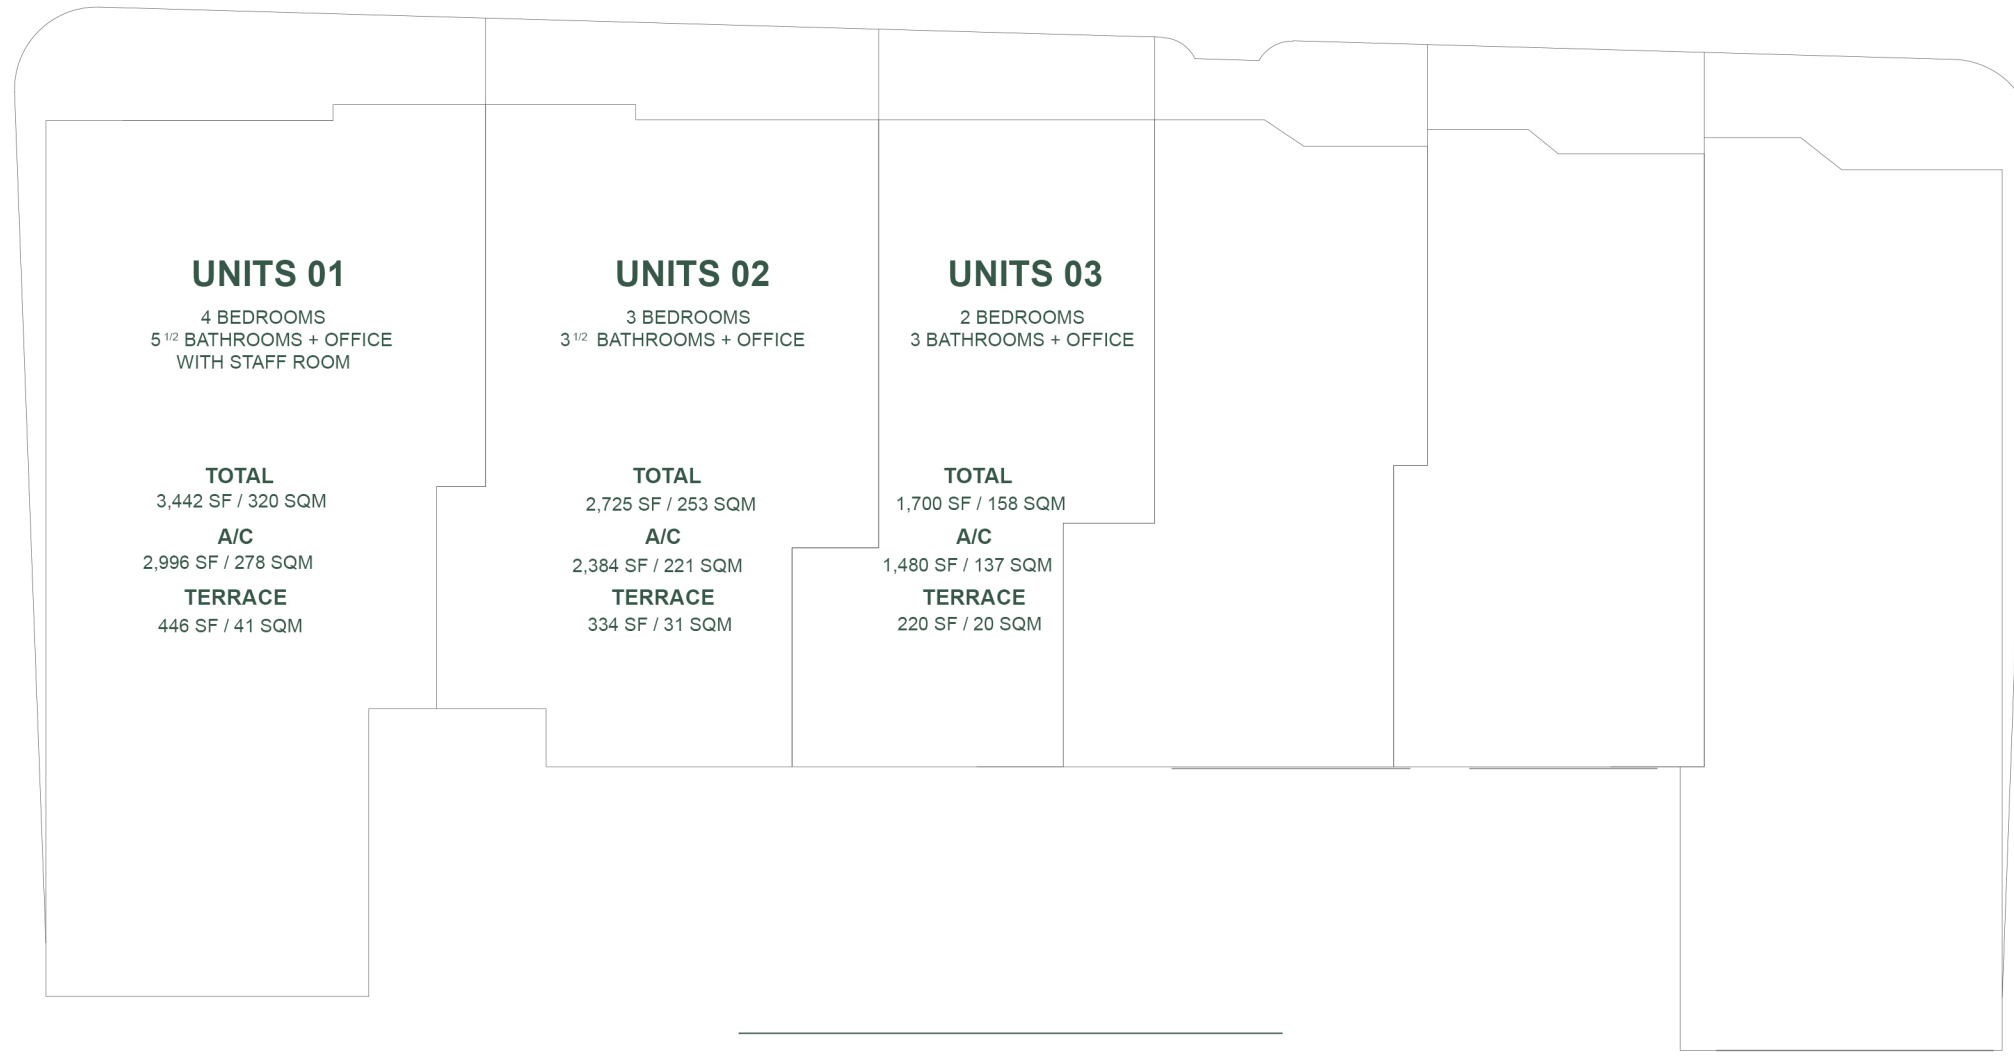 UNITS 01
4 BEDROOMS
5 1/2 BATHROOMS + OFFICE
WITH STAFF ROOM
TOTAL
3,442 SF / 320 SQM
A/C
2,996 SF / 278 SQM
TERRACE
446 SF / 41 SQM
UNITS 02
3 BEDROOMS
3 1/2 BATHROOMS + OFFICE
TOTAL
2,725 SF / 253 SQM
A/C
2,384 SF / 221 SQM
TERRACE
334 SF / 31 SQM
UNITS 03
2 BEDROOMS
3 BATHROOMS + OFFICE
TOTAL
1,700 SF / 158 SQM
A/C
1,480 SF / 137 SQM
TERRACE
220 SF / 20 SQM